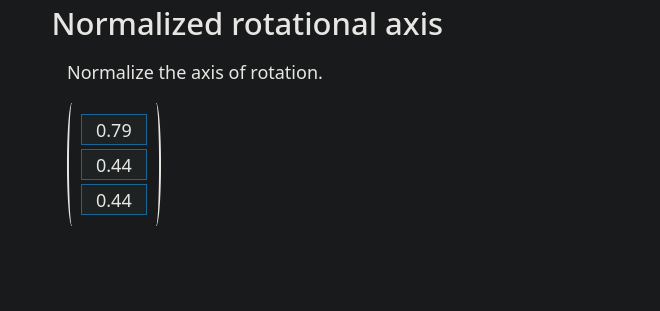 Normalized rotational axis
Normalize the axis of rotation.
0.79
0.44
0.44